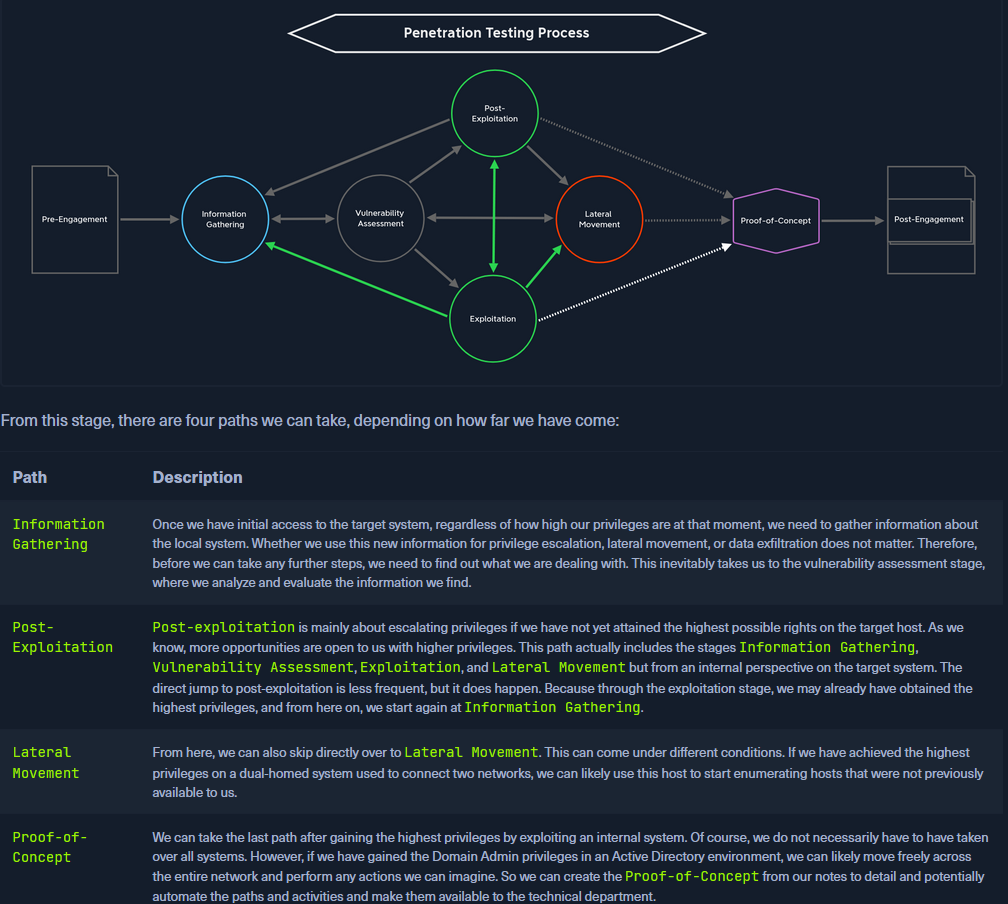 Penetration Testing Process
Post-
Exploitation
Pre-Engagement
Information
Gathering
Vulnerability
Assessment
Lateral
Movement
Proof-of-Concept
Post-Engagement
Exploitation
From this stage, there are four paths we can take, depending on how far we have come:
Path
Description
Information
Gathering
Once we have initial access to the target system, regardless of how high our privileges are at that moment, we need to gather information about
the local system. Whether we use this new information for privilege escalation, lateral movement, or data exfiltration does not matter. Therefore,
before we can take any further steps, we need to find out what we are dealing with. This inevitably takes us to the vulnerability assessment stage,
where we analyze and evaluate the information we find.
Post-
Exploitation
Post-exploitation is mainly about escalating privileges if we have not yet attained the highest possible rights on the target host. As we
know, more opportunities are open to us with higher privileges. This path actually includes the stages Information Gathering,
Vulnerability Assessment, Exploitation, and Lateral Movement but from an internal perspective on the target system. The
direct jump to post-exploitation is less frequent, but it does happen. Because through the exploitation stage, we may already have obtained the
highest privileges, and from here on, we start again at Information Gathering.
Lateral
Movement
From here, we can also skip directly over to Lateral Movement. This can come under different conditions. If we have achieved the highest
privileges on a dual-homed system used to connect two networks, we can likely use this host to start enumerating hosts that were not previously
available to us.
Proof-of-
Concept
We can take the last path after gaining the highest privileges by exploiting an internal system. Of course, we do not necessarily have to have taken
over all systems. However, if we have gained the Domain Admin privileges in an Active Directory environment, we can likely move freely across
the entire network and perform any actions we can imagine. So we can create the Proof-of-Concept from our notes to detail and potentially
automate the paths and activities and make them available to the technical department.